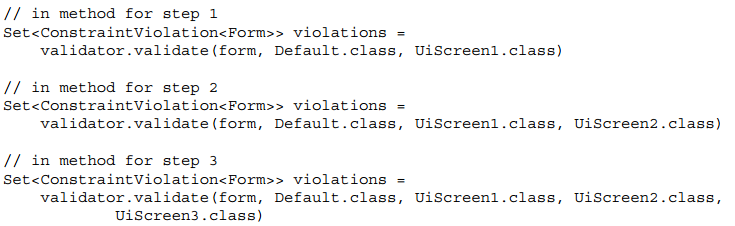 // in method for step 1
Set<ConstraintViolation<Form>> violations =
    validator.validate(form, Default.class, UiScreen1.class)

// in method for step 2
Set<ConstraintViolation<Form>> violations =
    validator.validate(form, Default.class, UiScreen1.class, UiScreen2.class)

// in method for step 3
Set<ConstraintViolation<Form>> violations =
    validator.validate(form, Default.class, UiScreen1.class, UiScreen2.class,
            UiScreen3.class)